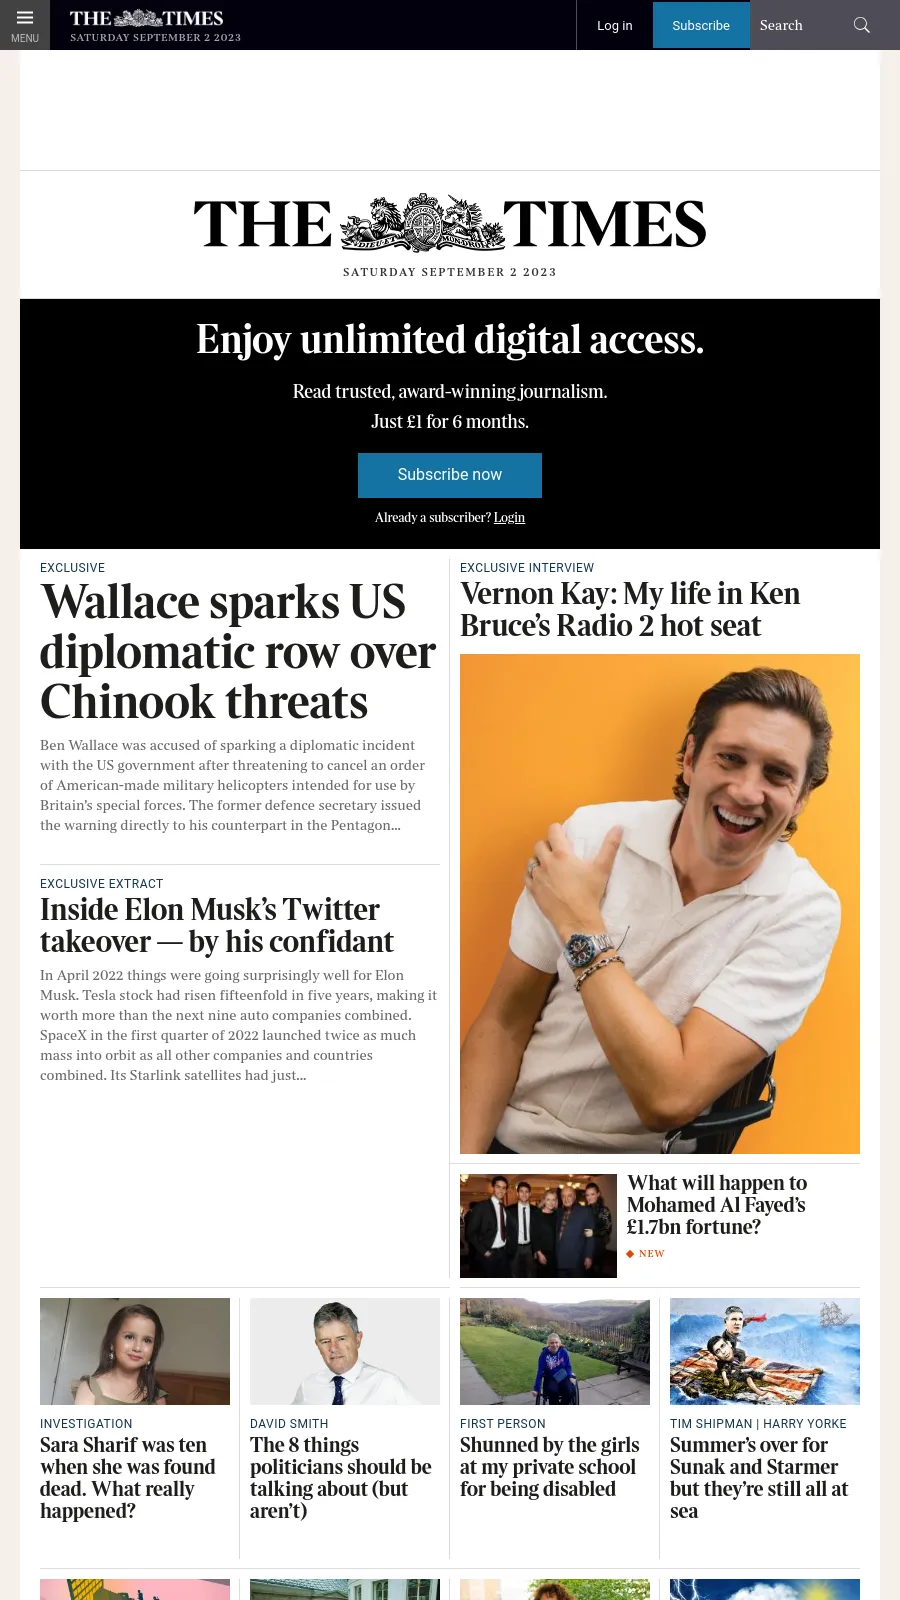 MENU
THE TIMES
SATURDAY SEPTEMBER 2 2023
Log in
Subscribe
Search
THE TIMES
DIEU ET MON DROIT
SATURDAY SEPTEMBER 2 2023
Enjoy unlimited digital access.
Read trusted, award-winning journalism.
Just £1 for 6 months.
Subscribe now
Already a subscriber? Login
EXCLUSIVE
Wallace sparks US
diplomatic row over
Chinook threats
Ben Wallace was accused of sparking a diplomatic incident
with the US government after threatening to cancel an order
of American-made military helicopters intended for use by
Britain’s special forces. The former defence secretary issued
the warning directly to his counterpart in the Pentagon...
EXCLUSIVE EXTRACT
Inside Elon Musk’s Twitter
takeover — by his confidant
In April 2022 things were going surprisingly well for Elon
Musk. Tesla stock had risen fifteenfold in five years, making it
worth more than the next nine auto companies combined.
SpaceX in the first quarter of 2022 launched twice as much
mass into orbit as all other companies and countries
combined. Its Starlink satellites had just...
EXCLUSIVE INTERVIEW
Vernon Kay: My life in Ken
Bruce’s Radio 2 hot seat
What will happen to
Mohamed Al Fayed’s
£1.7bn fortune?
NEW
INVESTIGATION
Sara Sharif was ten
when she was found
dead. What really
happened?
DAVID SMITH
The 8 things
politicians should be
talking about (but
aren’t)
FIRST PERSON
Shunned by the girls
at my private school
for being disabled
TIM SHIPMAN | HARRY YORKE
Summer’s over for
Sunak and Starmer
but they’re still all at
sea